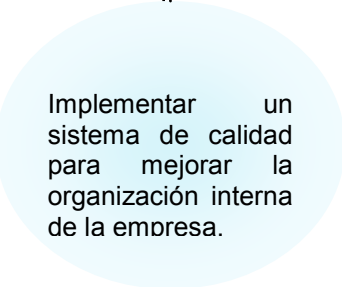 Implementar un
sistema de calidad
para mejorar la
organización interna
de la empresa.